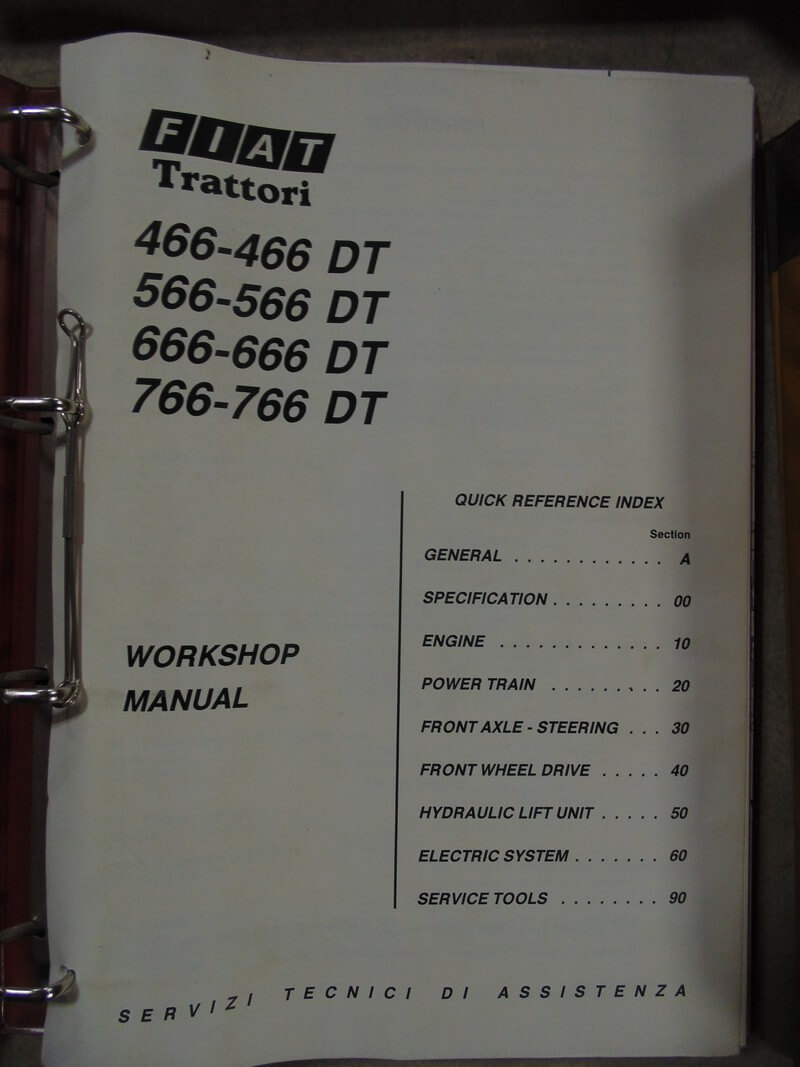 FIAT
Trattori
466-466 DT
566-566 DT
666-666 DT
766-766 DT
WORKSHOP
MANUAL
QUICK REFERENCE INDEX
Section
GENERAL . . . . . . . . . . . . A
SPECIFICATION . . . . . . . . . 00
ENGINE . . . . . . . . . . . . . 10
POWER TRAIN . . . . . . . . . 20
FRONT AXLE - STEERING . . . 30
FRONT WHEEL DRIVE . . . . . 40
HYDRAULIC LIFT UNIT . . . . . 50
ELECTRIC SYSTEM . . . . . . . 60
SERVICE TOOLS . . . . . . . . 90
SERVIZI TECNICI DI ASSISTENZA